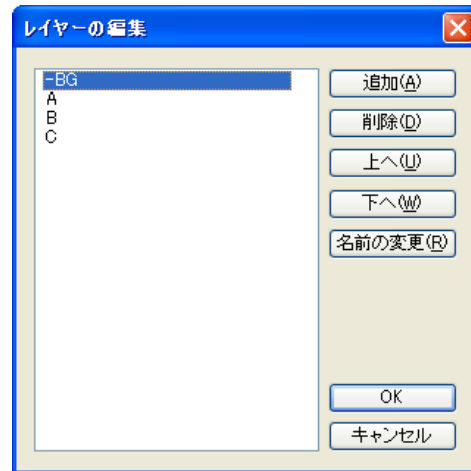 レイヤーの編集
-BG
A
B
C
追加(A)
削除(D)
上へ(U)
下へ(W)
名前の変更(R)
OK
キャンセル